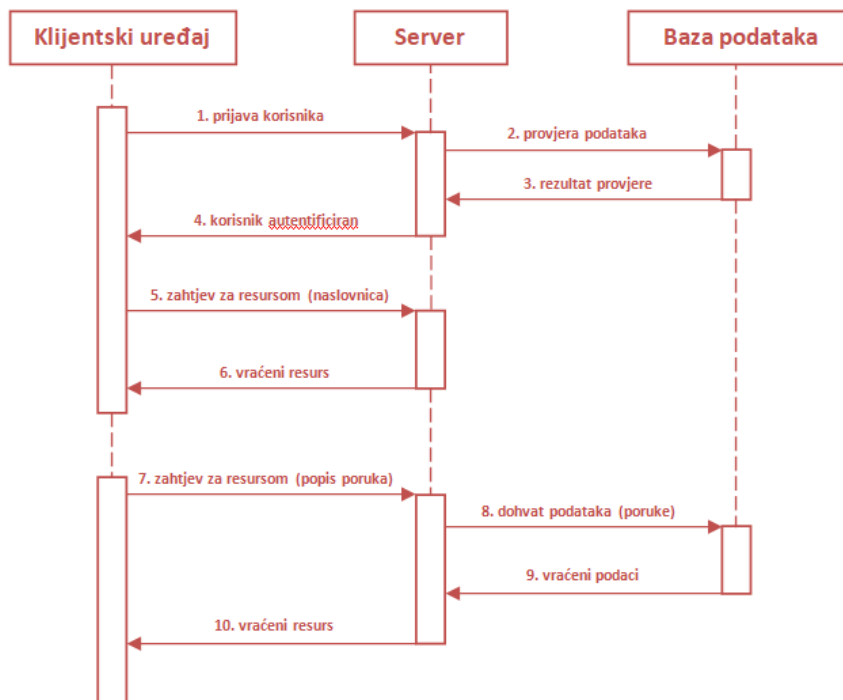 Klijentski uređaj
Server
Baza podataka
1. prijava korisnika
2. provjera podataka
3. rezultat provjere
4. korisnik autentificiran
5. zahtjev za resursom (naslovnica)
6. vraćeni resurs
7. zahtjev za resursom (popis poruka)
8. dohvat podataka (poruke)
9. vraćeni podaci
10. vraćeni resurs